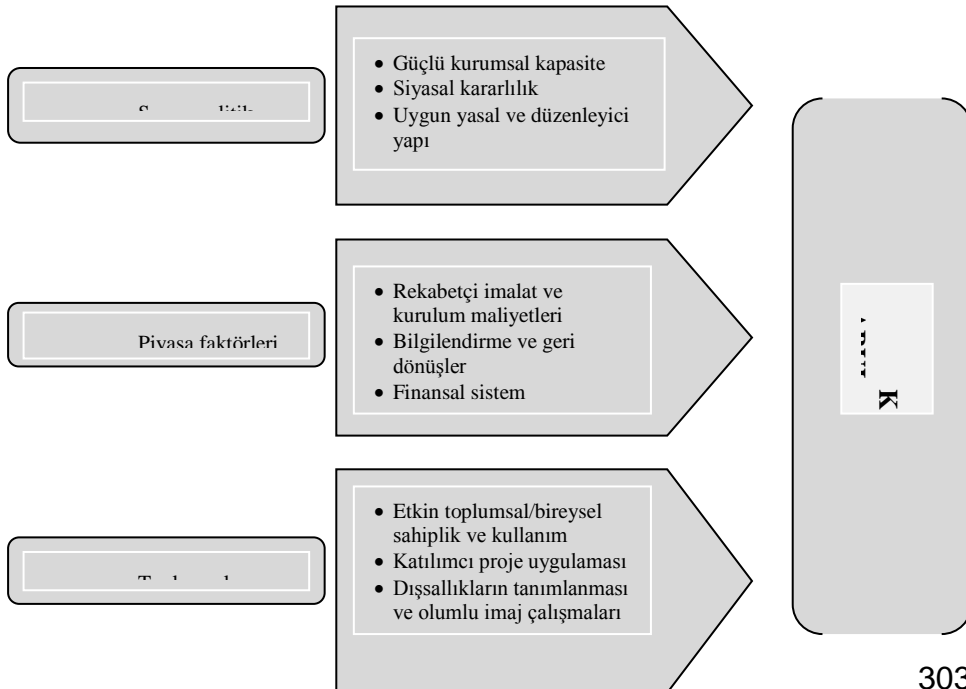 • Güçlü kurumsal kapasite
• Siyasal kararlılık
• Uygun yasal ve düzenleyici
yapı
Piyasa faktörleri
• Rekabetçi imalat ve
kurulum maliyetleri
• Bilgilendirme ve geri
dönüşler
• Finansal sistem
• Etkin toplumsal/bireysel
sahiplik ve kullanım
• Katılımcı proje uygulaması
• Dışsallıkların tanımlanması
ve olumlu imaj çalışmaları
K
303